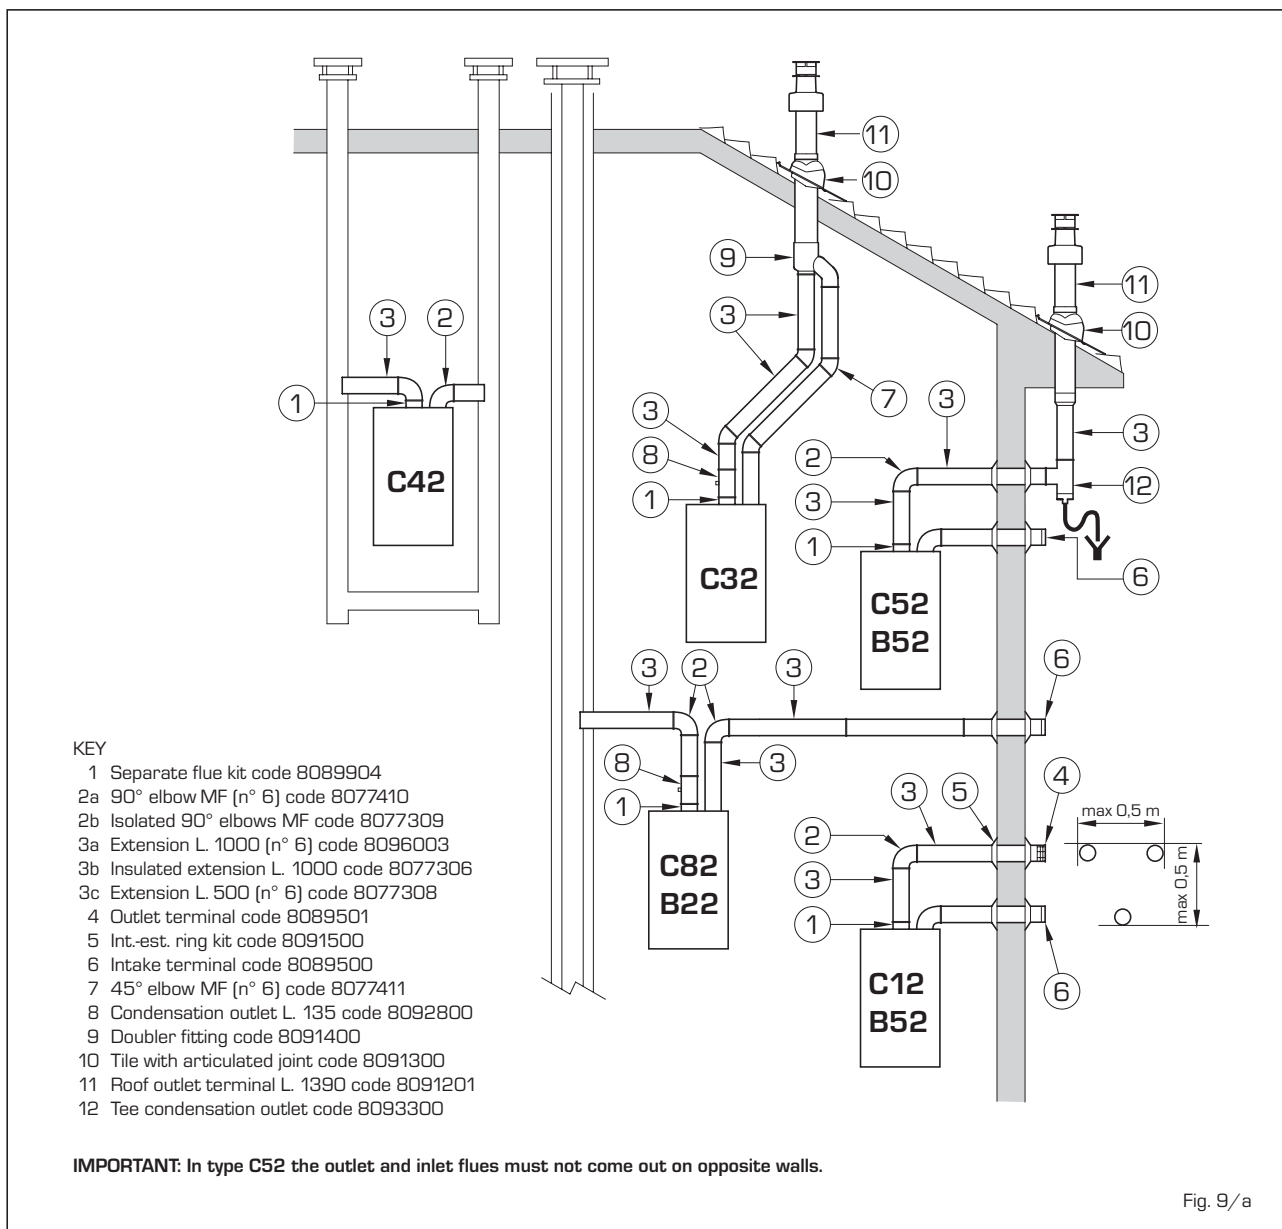 11
10
9
11
3
2
10
3
1
7
3
3
3
C42
8
2
1
3
12
1
C32
6
C52
B52
3
2
3
6
KEY
1 Separate flue kit code 8089904
2a 90° elbow MF (n° 6) code 8077410
2b Isolated 90° elbows MF code 8077309
3a Extension L. 1000 (n° 6) code 8096003
3b Insulated extension L. 1000 code 8077306
3c Extension L. 500 (n° 6) code 8077308
4 Outlet terminal code 8089501
5 Int.-est. ring kit code 8091500
6 Intake terminal code 8089500
7 45° elbow MF (n° 6) code 8077411
8 Condensation outlet L. 135 code 8092800
9 Doubler fitting code 8091400
10 Tile with articulated joint code 8091300
11 Roof outlet terminal L. 1390 code 8091201
12 Tee condensation outlet code 8093300
8
3
1
C82
B22
4
3
5
max 0,5 m
max 0,5 m
2
3
1
6
C12
B52
IMPORTANT: In type C52 the outlet and inlet flues must not come out on opposite walls.
Fig. 9/a